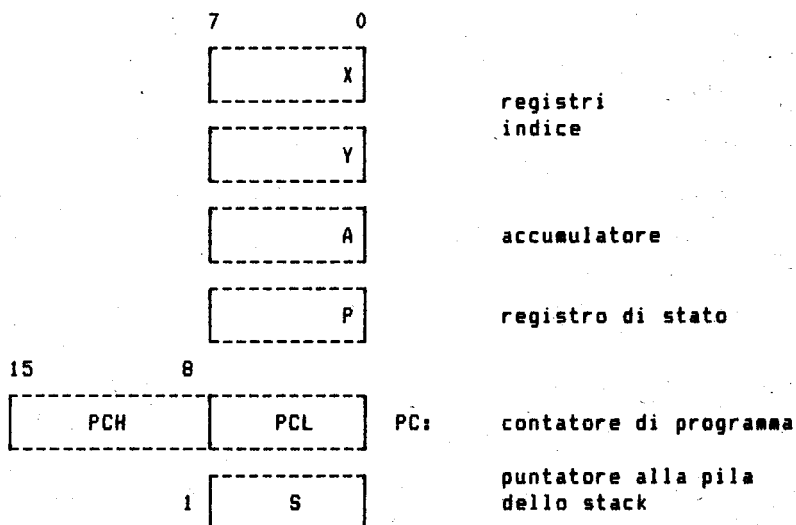 7 0
X
registri
indice
Y
A accumulatore
P registro di stato
15 8
PCH PCL PC: contatore di programma
puntatore alla pila
1 S dello stack